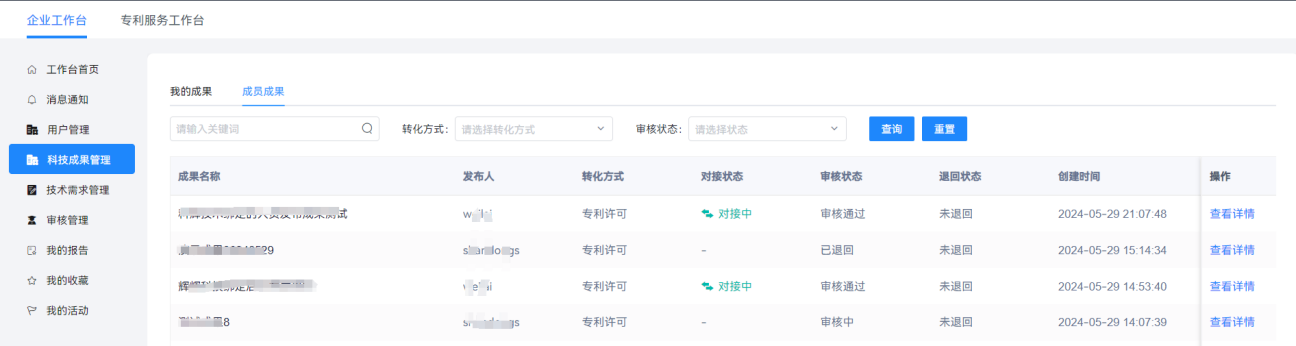 企业工作台 专利服务工作台
工作台首页
消息通知
用户管理
科技成果管理
技术需求管理
审核管理
我的报告
我的收藏
我的活动
我的成果 成员成果
请输入关键词 转化方式: 请选择转化方式 审核状态: 请选择状态 查询 重置
成果名称 发布人 转化方式 对接状态 审核状态 退回状态 创建时间 操作
专利许可 对接中 审核通过 未退回 2024-05-29 21:07:48 查看详情
专利许可 - 已退回 未退回 2024-05-29 15:14:34 查看详情
专利许可 对接中 审核通过 未退回 2024-05-29 14:53:40 查看详情
专利许可 - 审核中 未退回 2024-05-29 14:07:39 查看详情